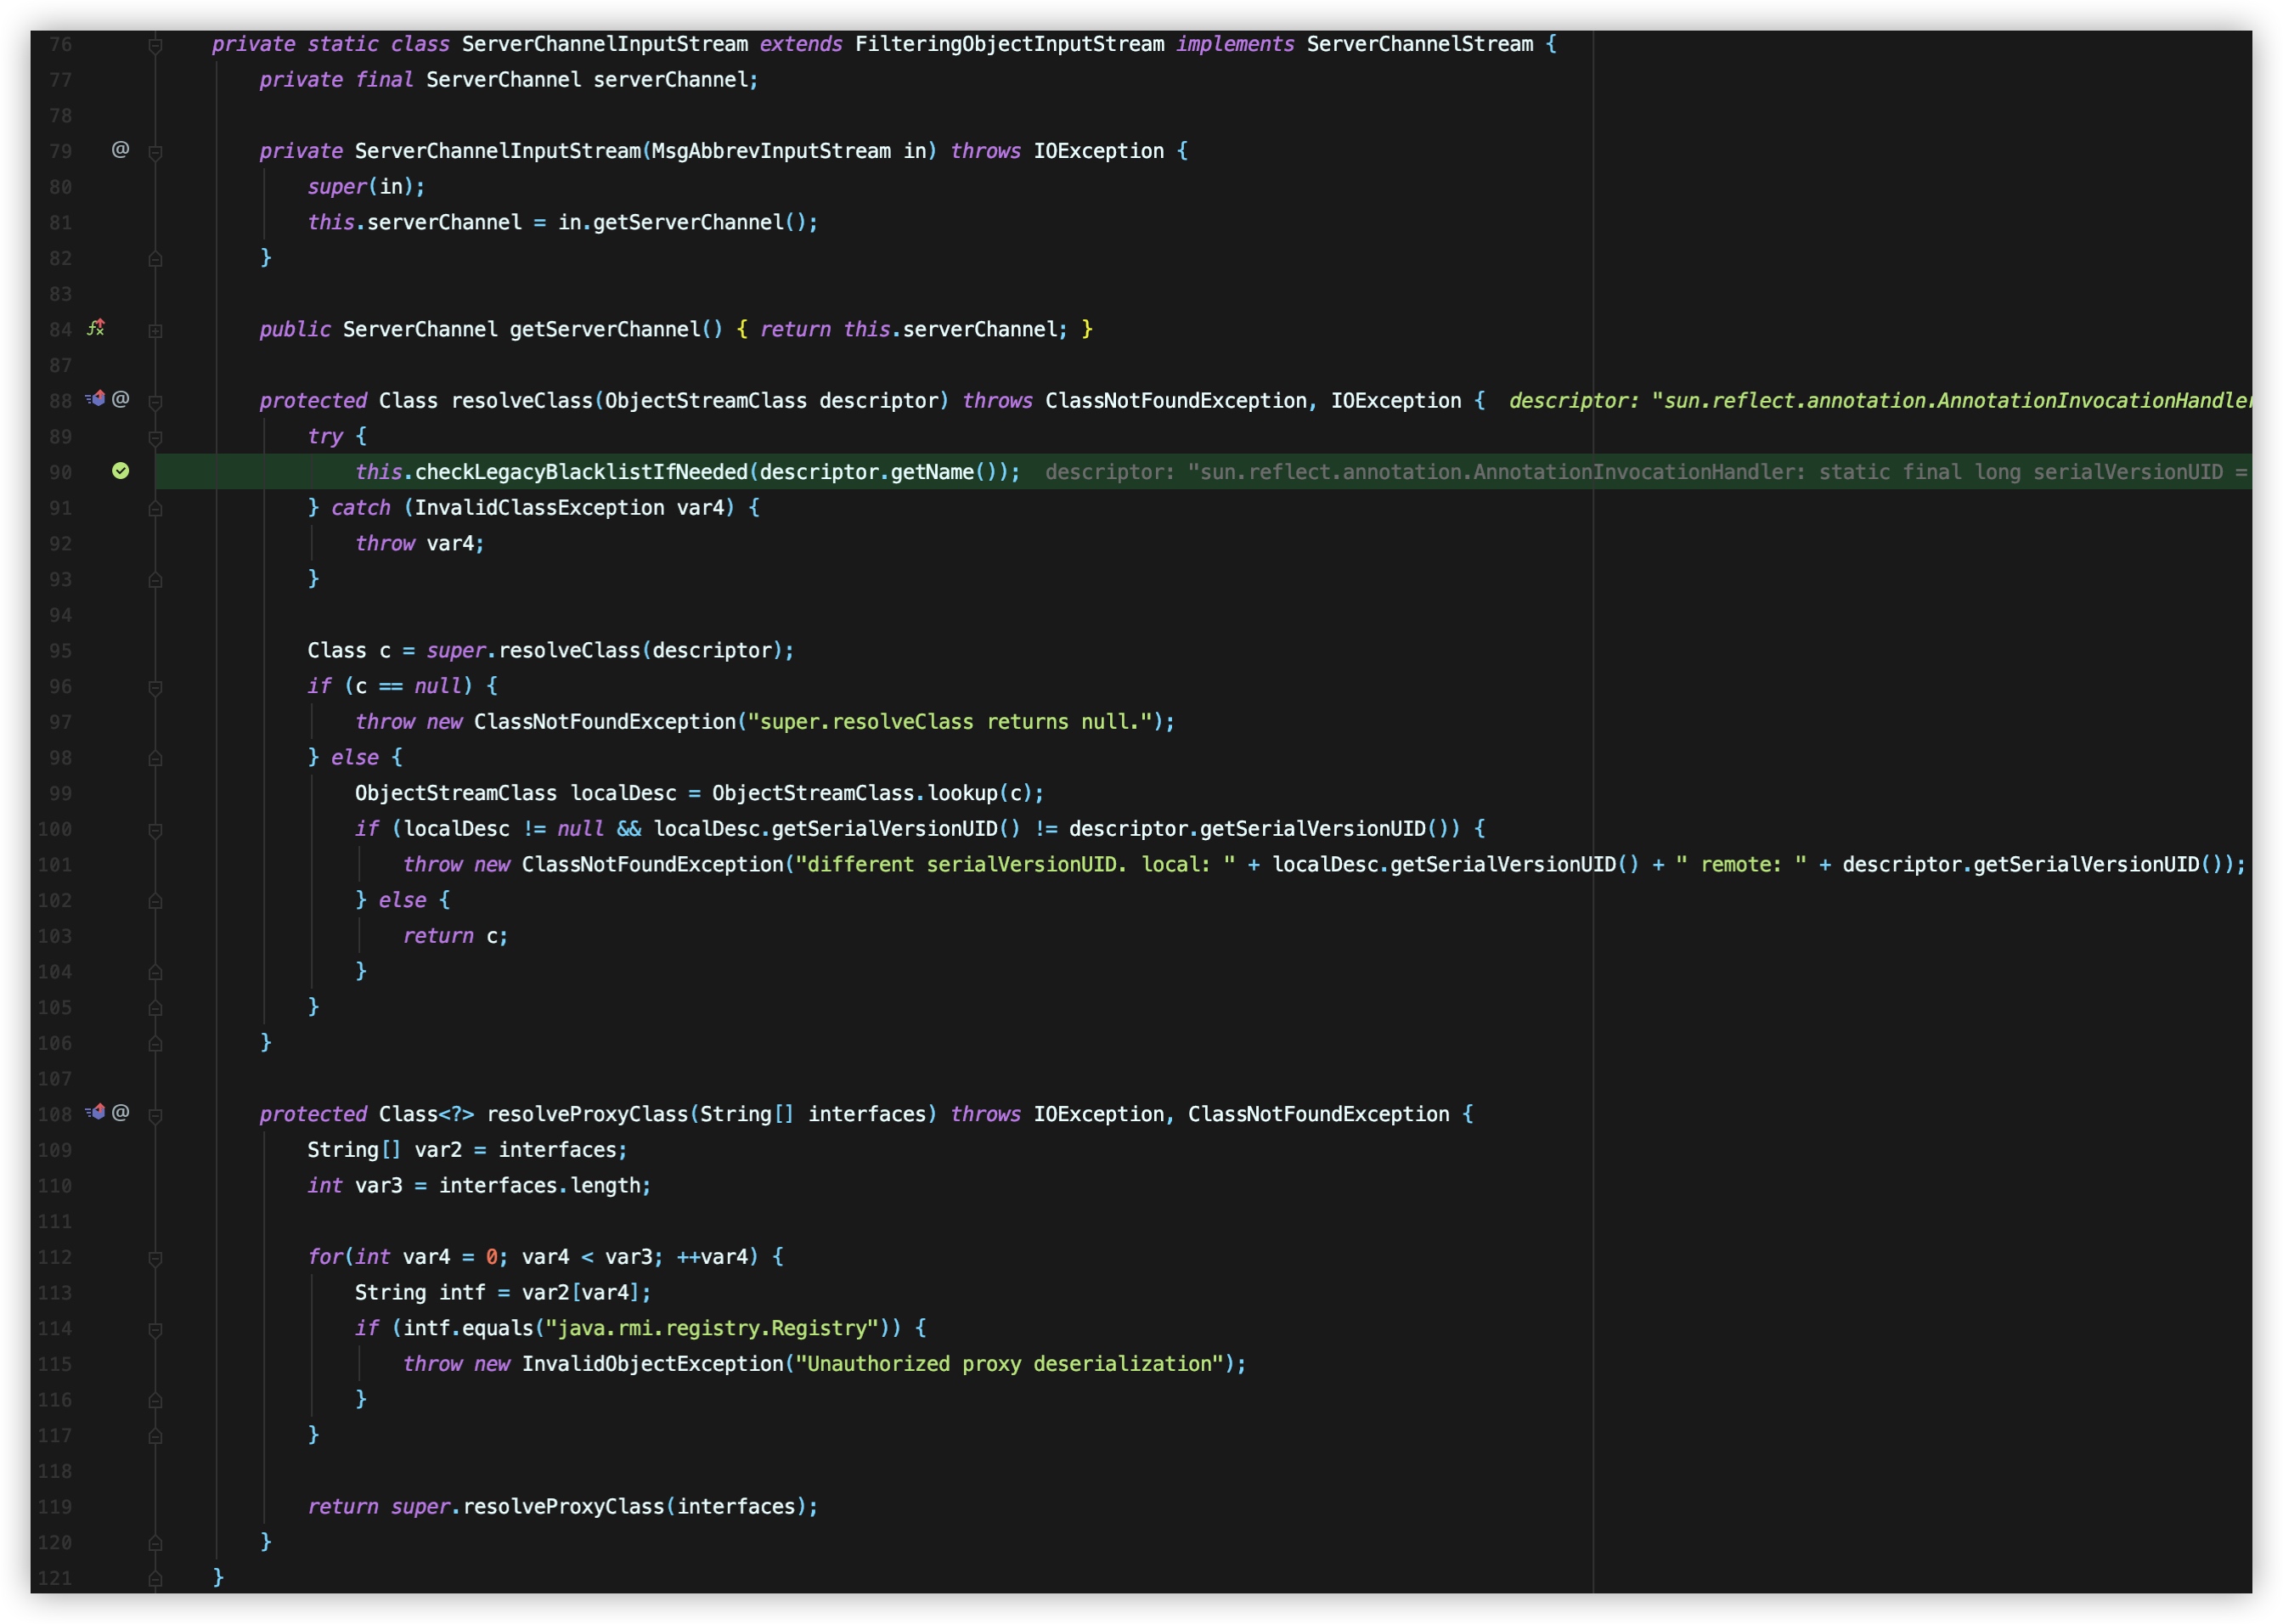 76 private static class ServerChannelInputStream extends FilteringObjectInputStream implements ServerChannelStream {
77 private final ServerChannel serverChannel;
78
79 @ private ServerChannelInputStream(MsgAbbrevInputStream in) throws IOException {
80 super(in);
81 this.serverChannel = in.getServerChannel();
82 }
83
84 public ServerChannel getServerChannel() { return this.serverChannel; }
87
88 @ protected Class resolveClass(ObjectStreamClass descriptor) throws ClassNotFoundException, IOException { descriptor: "sun.reflect.annotation.AnnotationInvocationHandler
89 try {
90 this.checkLegacyBlacklistIfNeeded(descriptor.getName()); descriptor: "sun.reflect.annotation.AnnotationInvocationHandler: static final long serialVersionUID =
91 } catch (InvalidClassException var4) {
92 throw var4;
93 }
94
95 Class c = super.resolveClass(descriptor);
96 if (c == null) {
97 throw new ClassNotFoundException("super.resolveClass returns null.");
98 } else {
99 ObjectStreamClass localDesc = ObjectStreamClass.lookup(c);
100 if (localDesc != null && localDesc.getSerialVersionUID() != descriptor.getSerialVersionUID()) {
101 throw new ClassNotFoundException("different serialVersionUID. local: " + localDesc.getSerialVersionUID() + " remote: " + descriptor.getSerialVersionUID());
102 } else {
103 return c;
104 }
105 }
106 }
107
108 @ protected Class<?> resolveProxyClass(String[] interfaces) throws IOException, ClassNotFoundException {
109 String[] var2 = interfaces;
110 int var3 = interfaces.length;
111
112 for(int var4 = 0; var4 < var3; ++var4) {
113 String intf = var2[var4];
114 if (intf.equals("java.rmi.registry.Registry")) {
115 throw new InvalidObjectException("Unauthorized proxy deserialization");
116 }
117 }
118
119 return super.resolveProxyClass(interfaces);
120 }
121 }